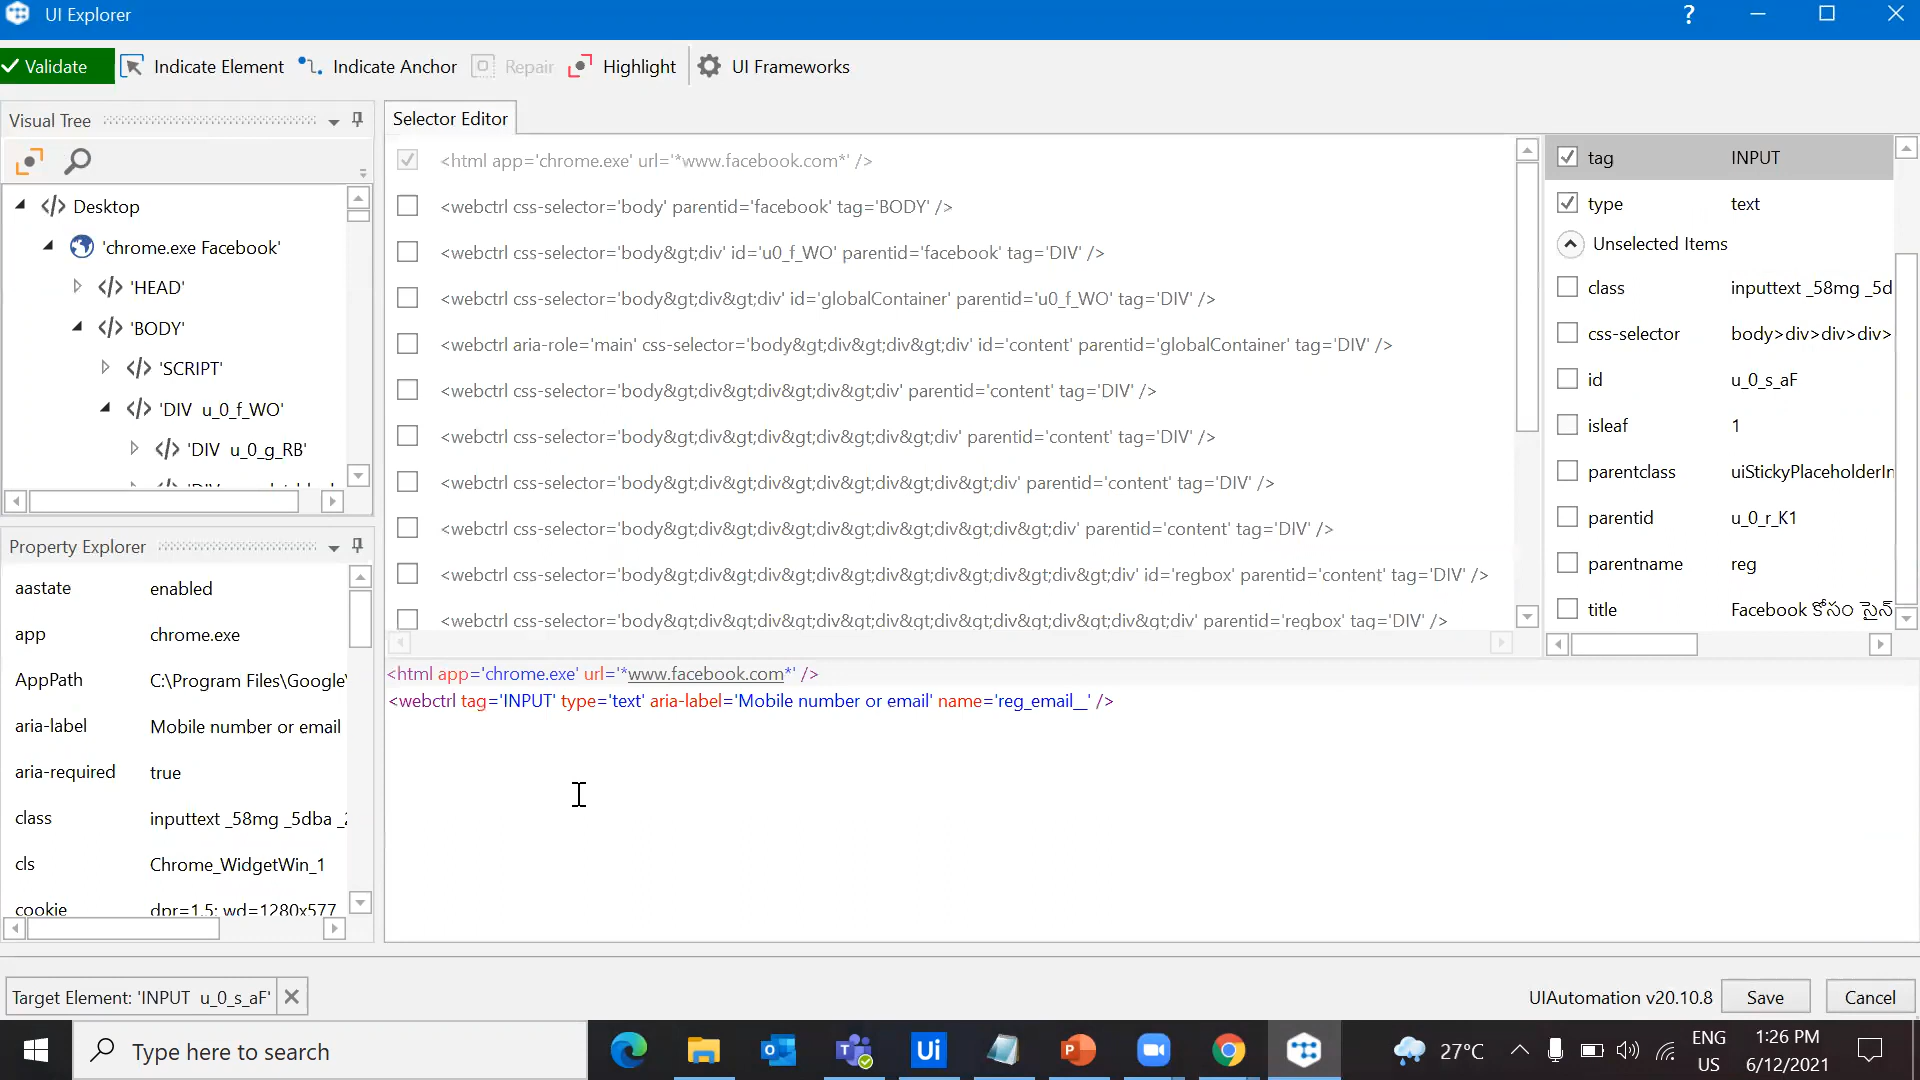 UI Explorer
?
Validate
Indicate Element
Indicate Anchor
Repair
Highlight
UI Frameworks
Visual Tree
</> Desktop
'chrome.exe Facebook'
</> 'HEAD'
</> 'BODY'
</> 'SCRIPT'
</> 'DIV u_0_f_WO'
</> 'DIV u_0_g_RB'
Property Explorer
aastate enabled
app chrome.exe
AppPath C:\Program Files\Google\
aria-label Mobile number or email
aria-required true
class inputtext _58mg _5dba
cls Chrome_WidgetWin_1
cookie dpr=1.5; wd=1280x577
Selector Editor
<html app='chrome.exe' url='*www.facebook.com*' />
<webctrl css-selector='body' parentid='facebook' tag='BODY' />
<webctrl css-selector='body&gt;div' id='u0_f_WO' parentid='facebook' tag='DIV' />
<webctrl css-selector='body&gt;div&gt;div' id='globalContainer' parentid='u0_f_WO' tag='DIV' />
<webctrl aria-role='main' css-selector='body&gt;div&gt;div&gt;div' id='content' parentid='globalContainer' tag='DIV' />
<webctrl css-selector='body&gt;div&gt;div&gt;div&gt;div' parentid='content' tag='DIV' />
<webctrl css-selector='body&gt;div&gt;div&gt;div&gt;div&gt;div' parentid='content' tag='DIV' />
<webctrl css-selector='body&gt;div&gt;div&gt;div&gt;div&gt;div&gt;div' parentid='content' tag='DIV' />
<webctrl css-selector='body&gt;div&gt;div&gt;div&gt;div&gt;div&gt;div&gt;div' parentid='content' tag='DIV' />
<webctrl css-selector='body&gt;div&gt;div&gt;div&gt;div&gt;div&gt;div&gt;div&gt;div' id='regbox' parentid='content' tag='DIV' />
<webctrl css-selector='body&gt;div&gt;div&gt;div&gt;div&gt;div&gt;div&gt;div&gt;div&gt;div' parentid='regbox' tag='DIV' />
tag INPUT
type text
Unselected Items
class inputtext _58mg _5d
css-selector body>div>div>div>
id u_0_s_aF
isleaf 1
parentclass uiStickyPlaceholderIn
parentid u_0_r_K1
parentname reg
title Facebook కోసం సైన్
<html app='chrome.exe' url='*www.facebook.com*' />
<webctrl tag='INPUT' type='text' aria-label='Mobile number or email' name='reg_email__' />
Target Element: 'INPUT u_0_s_aF'
UIAutomation v20.10.8
Save
Cancel
Type here to search
Ui
27°C
ENG
US
1:26 PM
6/12/2021